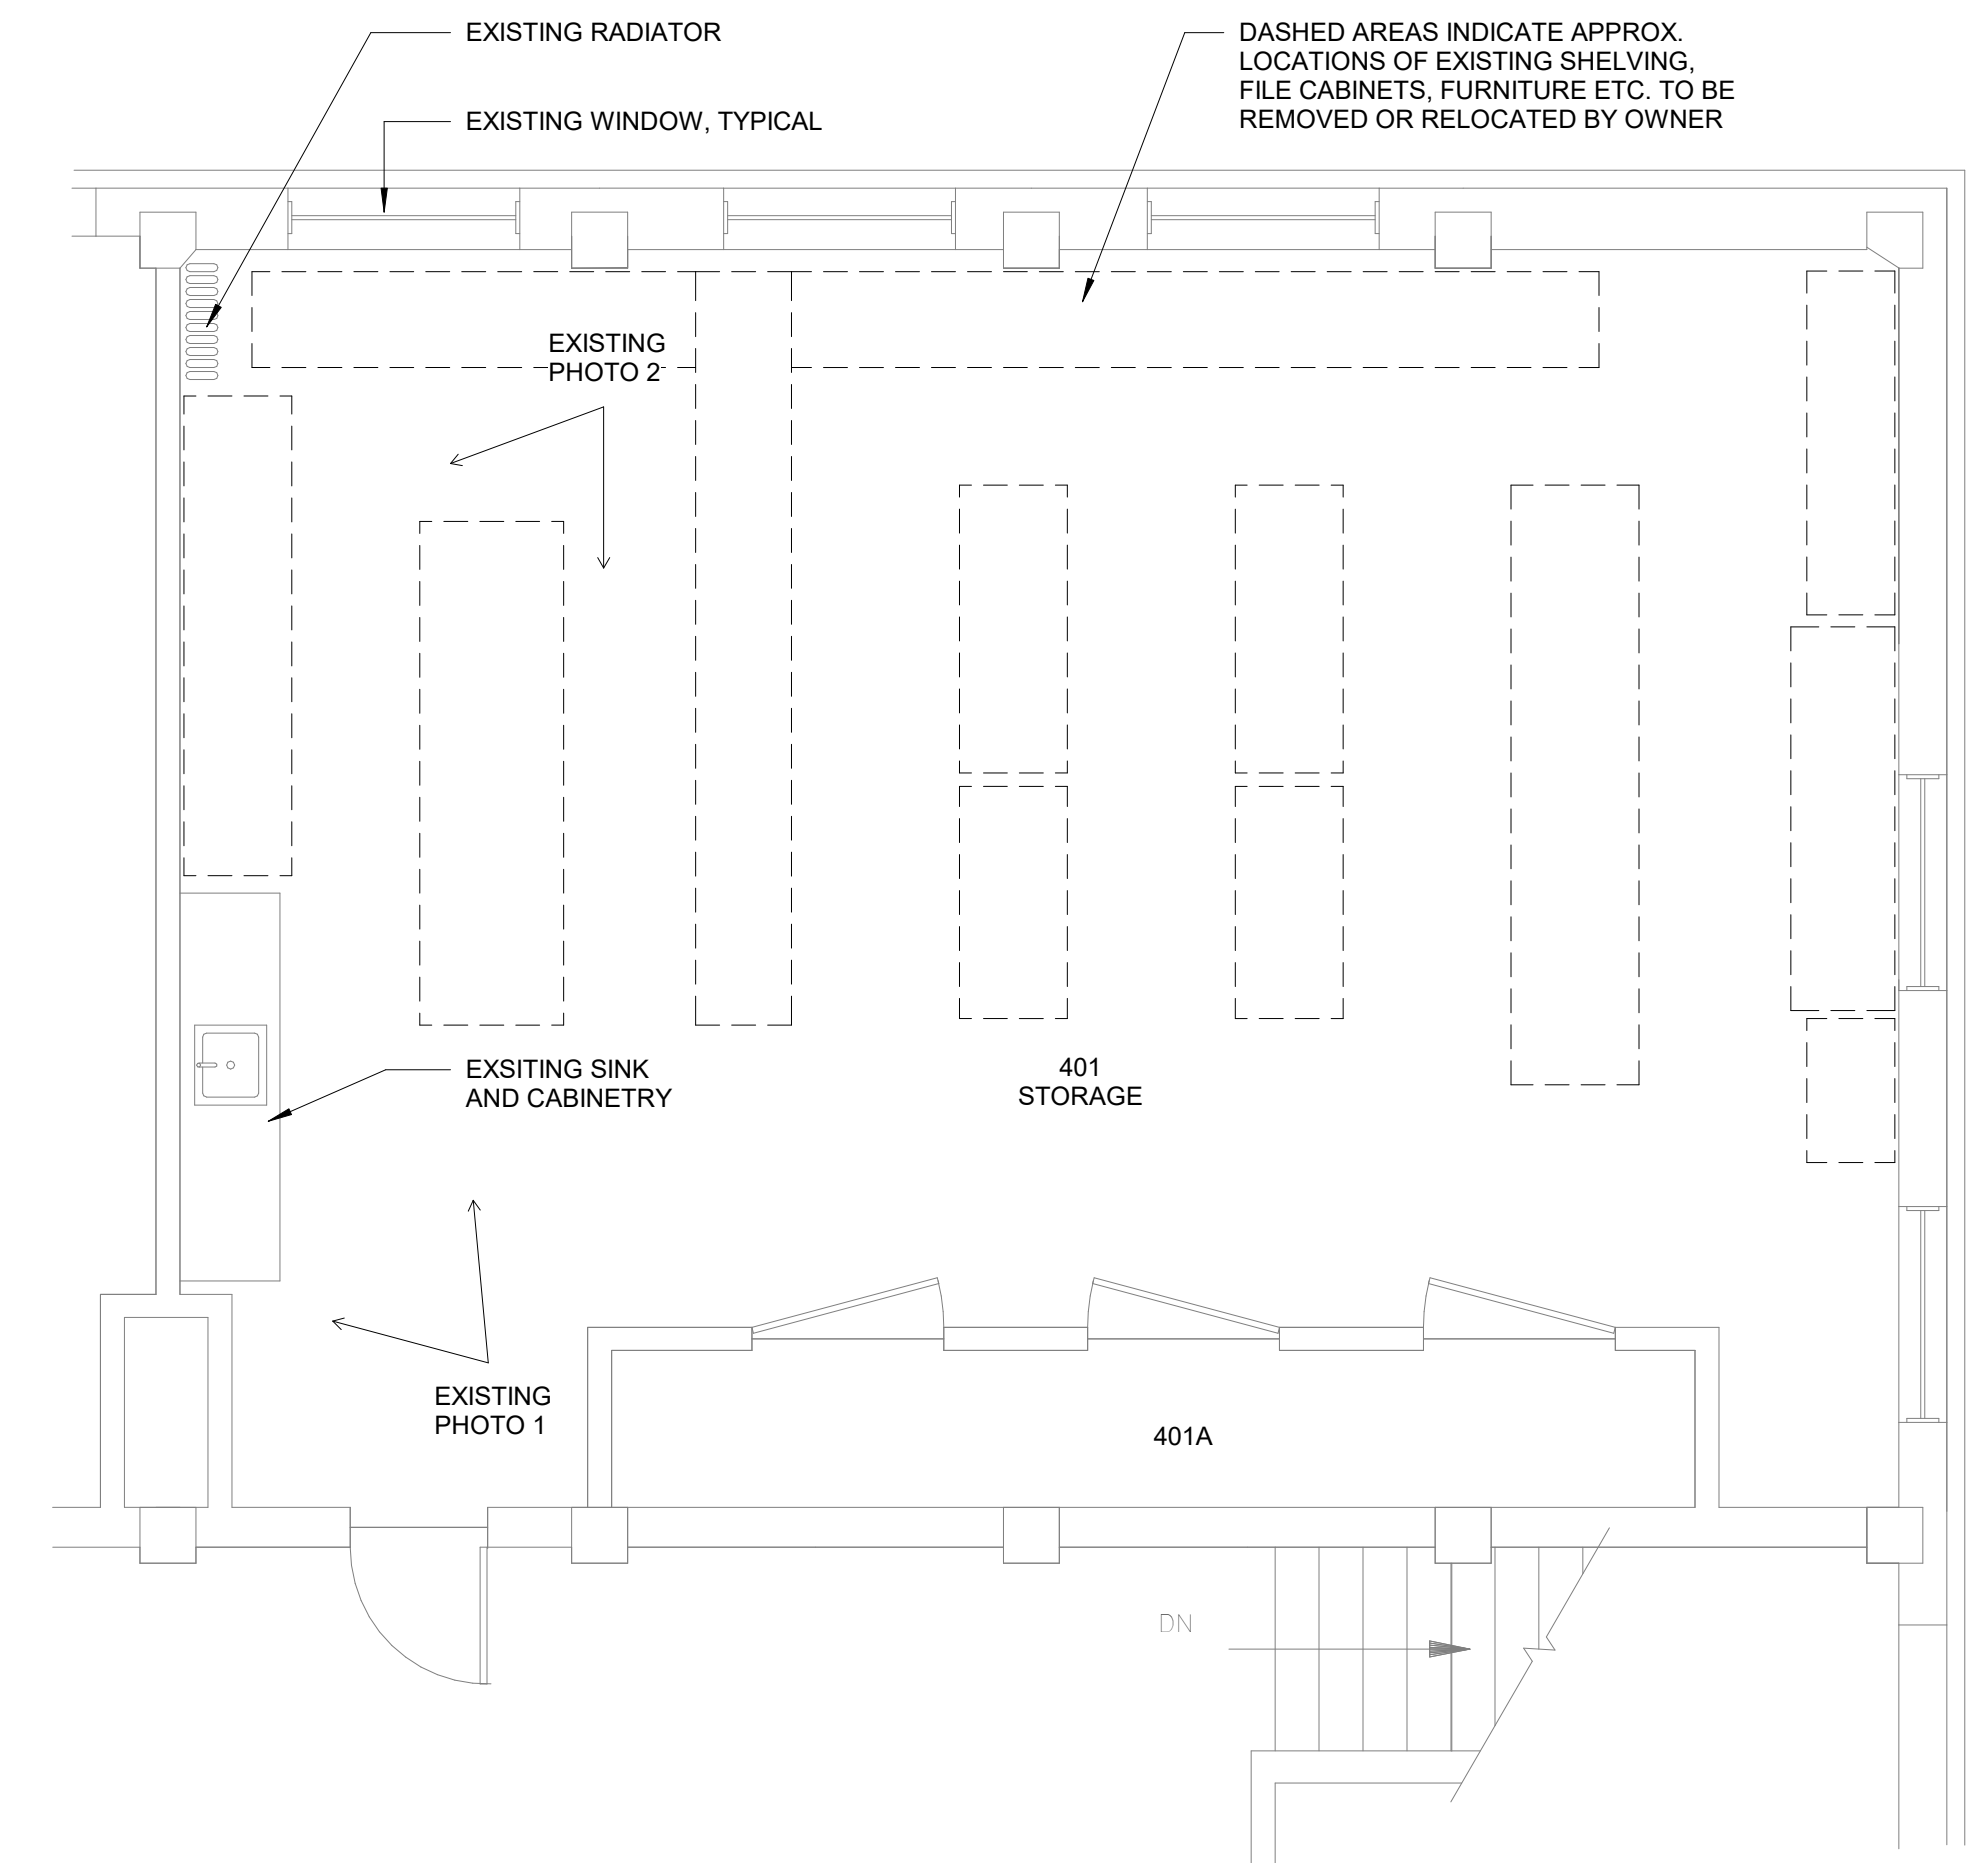 EXISTING RADIATOR
EXISTING WINDOW, TYPICAL
DASHED AREAS INDICATE APPROX.
LOCATIONS OF EXISTING SHELVING,
FILE CABINETS, FURNITURE ETC. TO BE
REMOVED OR RELOCATED BY OWNER
EXISTING
PHOTO 2
EXSITING SINK
AND CABINETRY
401
STORAGE
EXISTING
PHOTO 1
401A
DN